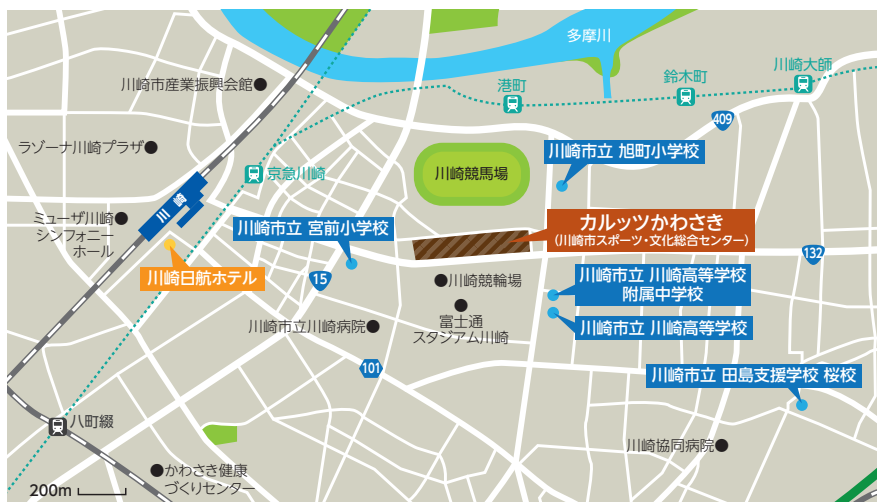 多摩川
川崎大師
鈴木町
港町
川崎市産業振興会館
409
ラゾーナ川崎プラザ
川崎市立 旭町小学校
京急川崎
川崎競馬場
川崎
ミューザ川崎
シンフォニー
ホール
川崎市立 宮前小学校
カルッツかわさき
(川崎市スポーツ・文化総合センター)
132
川崎日航ホテル
15
川崎競輪場
川崎市立 川崎高等学校
附属中学校
富士通
スタジアム川崎
川崎市立川崎病院
川崎市立 川崎高等学校
101
川崎市立 田島支援学校 桜校
八町綴
川崎協同病院
かわさき健康
づくりセンター
200m